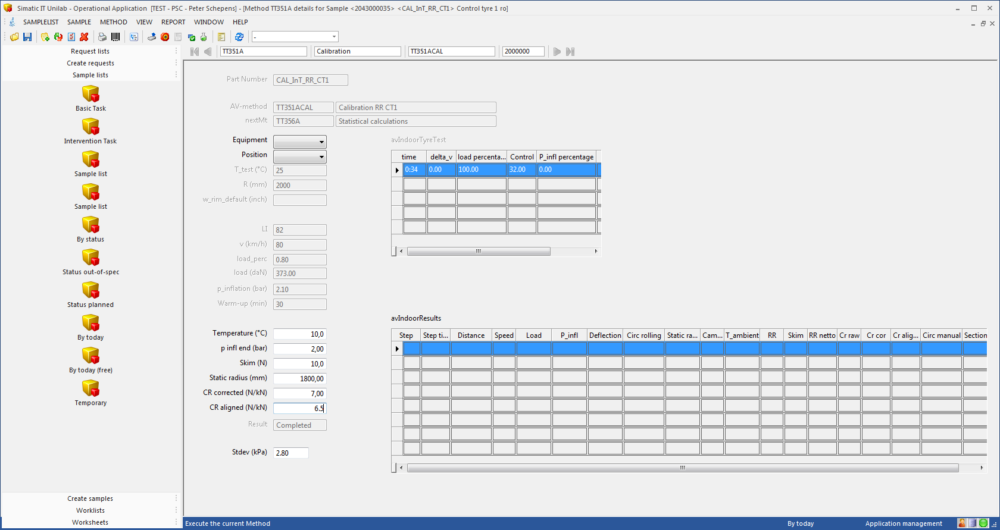 Simatic IT Unilab - Operational Application [TEST - PSC - Peter Schepens] - [Method TT351A details for Sample <2043000035> <CAL_InT_RR_CT1> Control tyre 1 ro]
SAMPLELIST SAMPLE METHOD VIEW REPORT WINDOW HELP
-
Request lists
Create requests
Sample lists
Basic Task
Intervention Task
Sample list
Sample list
By status
Status out-of-spec
Status planned
By today
By today (free)
Temporary
Create samples
Worklists
Worksheets
TT351A Calibration TT351ACAL 2000000
Part Number CAL_InT_RR_CT1
AV-method TT351ACAL Calibration RR CT1
nextMt TT356A Statistical calculations
Equipment
Position
T_test (°C) 25
R (mm) 2000
w_rim_default (inch)
LI 82
v (km/h) 80
load_perc 0.80
load (daN) 373.00
p_inflation (bar) 2.10
Warm-up (min) 30
Temperature (°C) 10,0
p infl end (bar) 2,00
Skim (N) 10,0
Static radius (mm) 1800,00
CR corrected (N/kN) 7,00
CR aligned (N/kN) 6.5
Result Completed
Stdev (kPa) 2.80
avIndoorTyreTest
time delta_v load percenta... Control P_infl percentage
0:34 0.00 100.00 32.00 0.00
avIndoorResults
Step Step ti... Distance Speed Load P_infl Deflection Circ rolling Static ra... Cam... T_ambient RR Skim RR netto Cr raw Cr cor Cr alig... Circ manual Section
Execute the current Method By today Application management